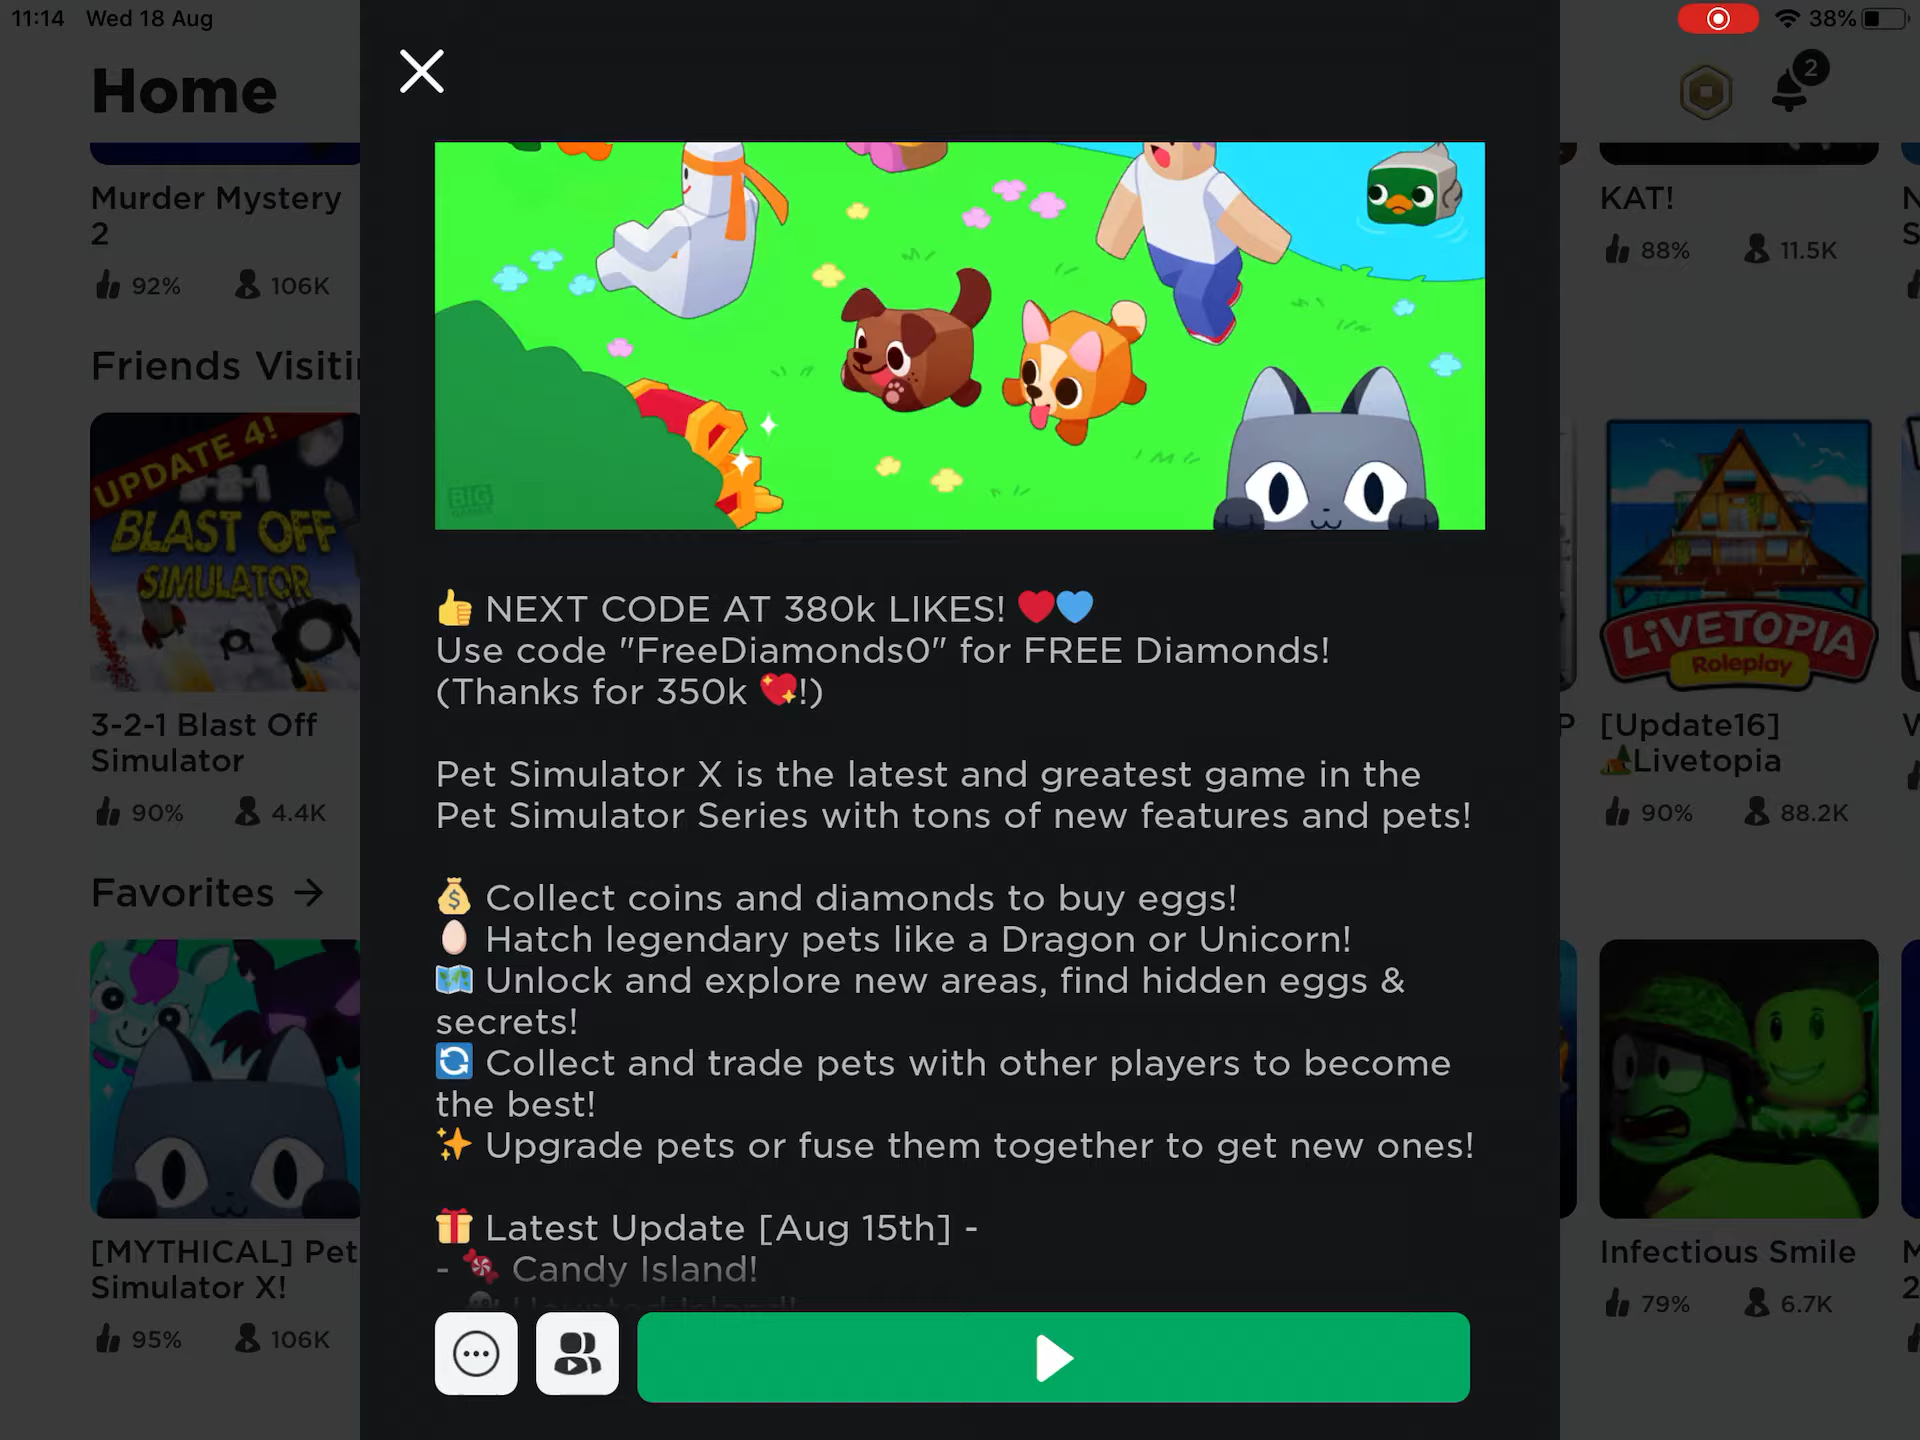 11:14 Wed 18 Aug
38%
Home
2
Murder Mystery
2
92% 106K
KAT!
88% 11.5K
Friends Visiti
UPDATE 4!
3-2-1
BLAST OFF
SIMULATOR
3-2-1 Blast Off
Simulator
90% 4.4K
LIVETOPIA
Roleplay
[Update16]
🏕️Livetopia
90% 88.2K
Favorites →
[MYTHICAL] Pet
Simulator X!
95% 106K
Infectious Smile
79% 6.7K
BIG
GAMES
👍 NEXT CODE AT 380k LIKES! ❤️💙
Use code "FreeDiamonds0" for FREE Diamonds!
(Thanks for 350k 💖!)
Pet Simulator X is the latest and greatest game in the
Pet Simulator Series with tons of new features and pets!
💰 Collect coins and diamonds to buy eggs!
🥚 Hatch legendary pets like a Dragon or Unicorn!
🗺️ Unlock and explore new areas, find hidden eggs &
secrets!
🔄 Collect and trade pets with other players to become
the best!
✨ Upgrade pets or fuse them together to get new ones!
🎁 Latest Update [Aug 15th] -
- 🍬 Candy Island!